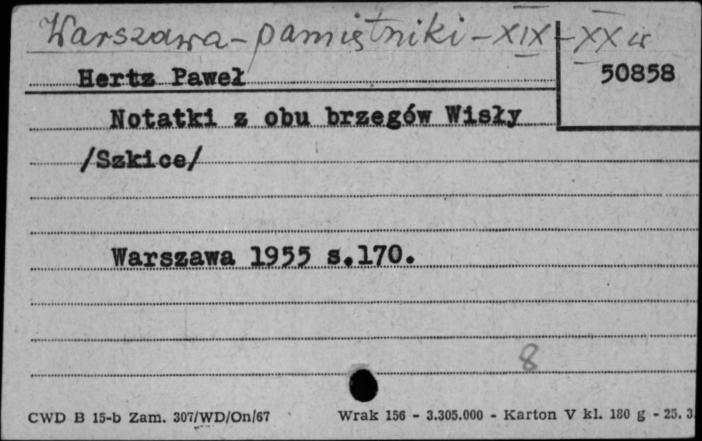 Warszawa - pamiętniki - XIX - XX w
Hertz Paweł
50858
Notatki z obu brzegów Wisły
/Szkice/
Warszawa 1955 s.170.
8
CWD B 15-b Zam. 307/WD/On/67
Wrak 156 - 3.305.000 - Karton V kl. 180 g - 25. 3.